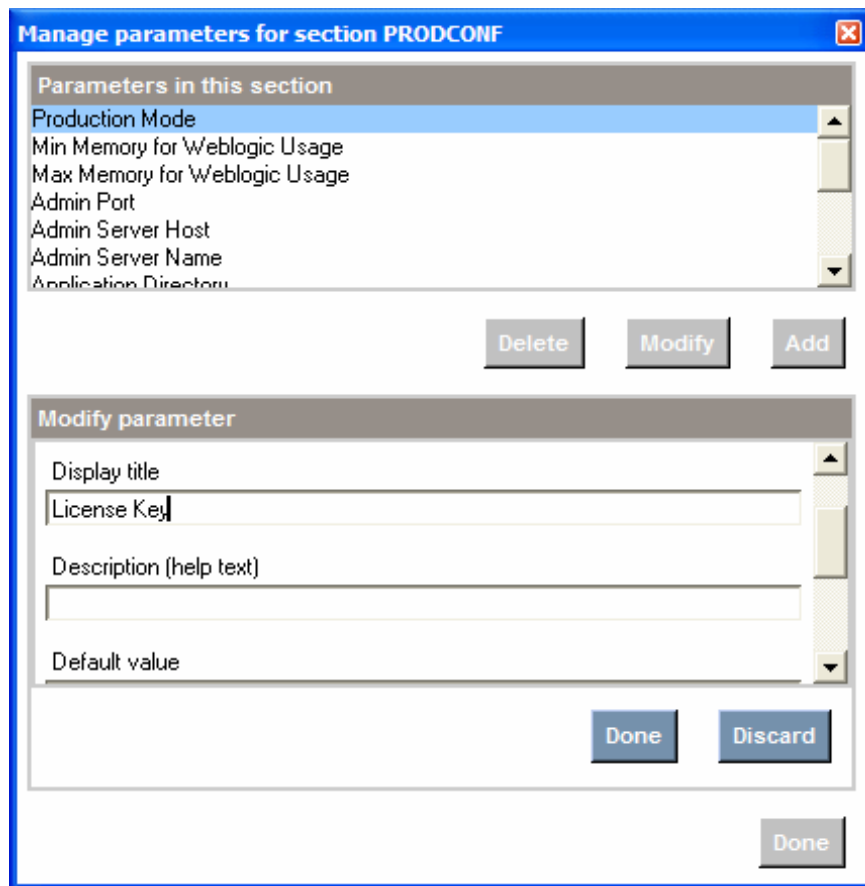 Manage parameters for section PRODCONF
Parameters in this section
Production Mode
Min Memory for Weblogic Usage
Max Memory for Weblogic Usage
Admin Port
Admin Server Host
Admin Server Name
Application Directory
Delete Modify Add
Modify parameter
Display title
License Key
Description (help text)
Default value
Done Discard
Done